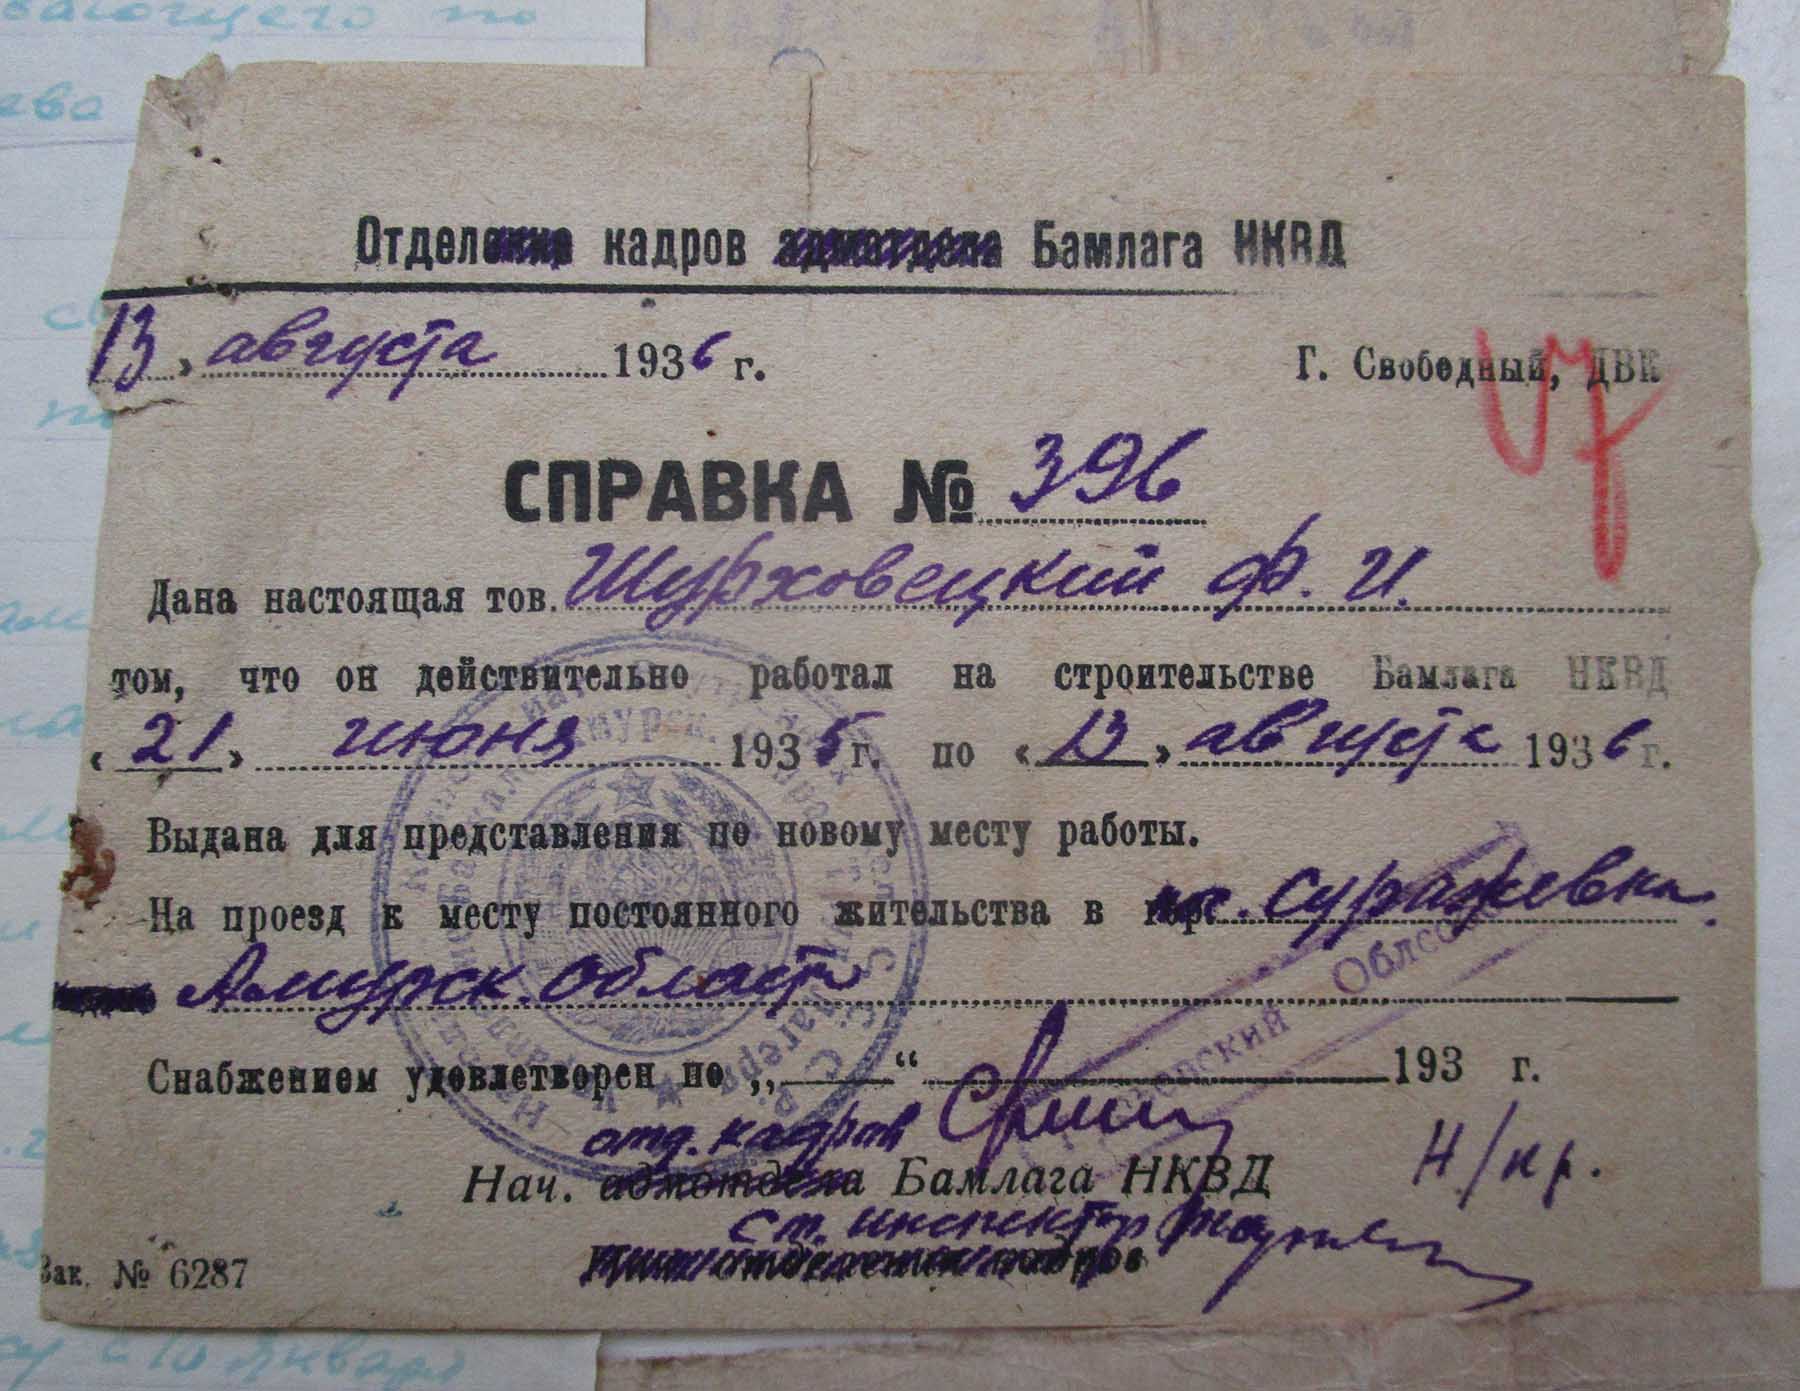 Отдел кадров Бамлага НКВД
13 » августа 1936 г. Г. Свободный, ДВК
47
СПРАВКА № 396
Дана настоящая тов. Шурховецкий Ф. И.
том, что он действительно работал на строительстве Бамлага НКВД
« 21 » июня 1935 г. по « 13 » августа 1936 г.
Выдана для представления по новому месту работы.
На проезд к месту постоянного жительства в с. Суражевка
Амурск. област
Снабжением удовлетворен по „ — “ 193 г.
отд. кадров
Нач. адмотдела Бамлага НКВД Н/кр.
ст. инспектор
Зак. № 6287